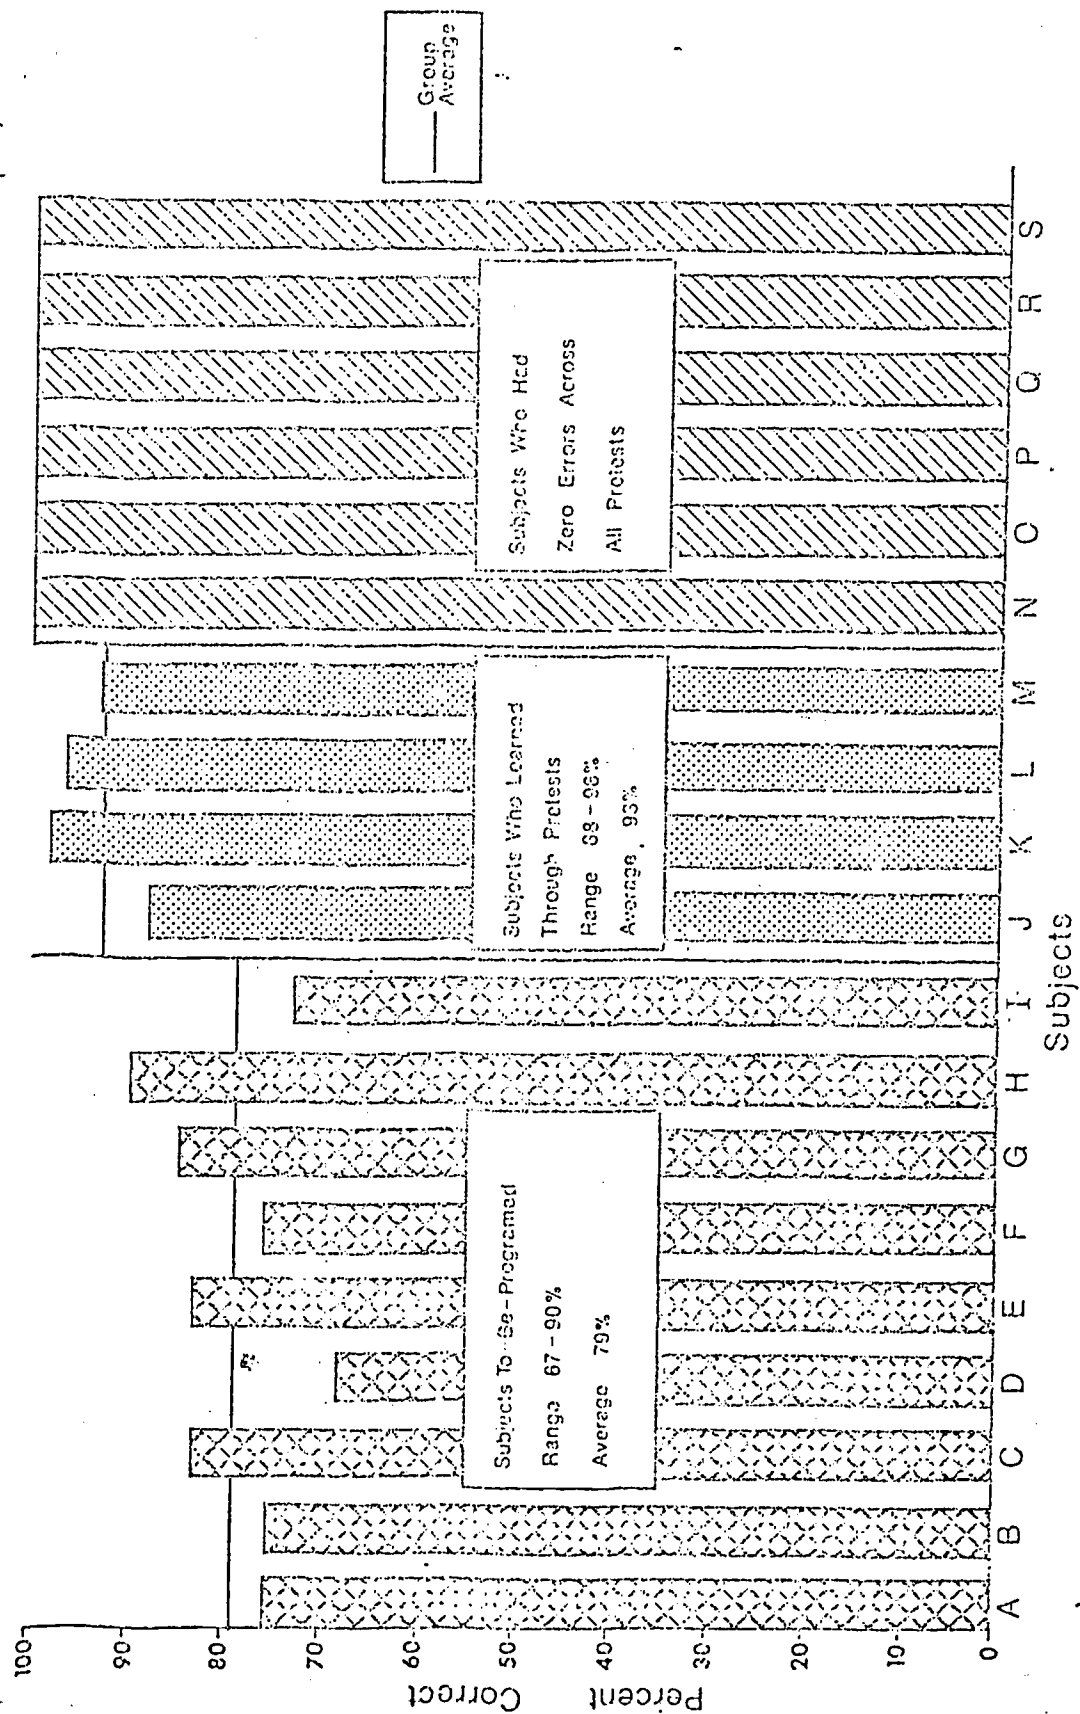 Group
Average
Percent Correct
100
90
80
70
60
50
40
30
20
10
0
Subjects To-Be-Programed
Range 67-90%
Average 79%
Subjects Who Learned
Through Pretests
Range 88-98%
Average, 93%
Subjects Who Had
Zero Errors Across
All Pretests
A B C D E F G H I J K L M N O P Q R S
Subjects